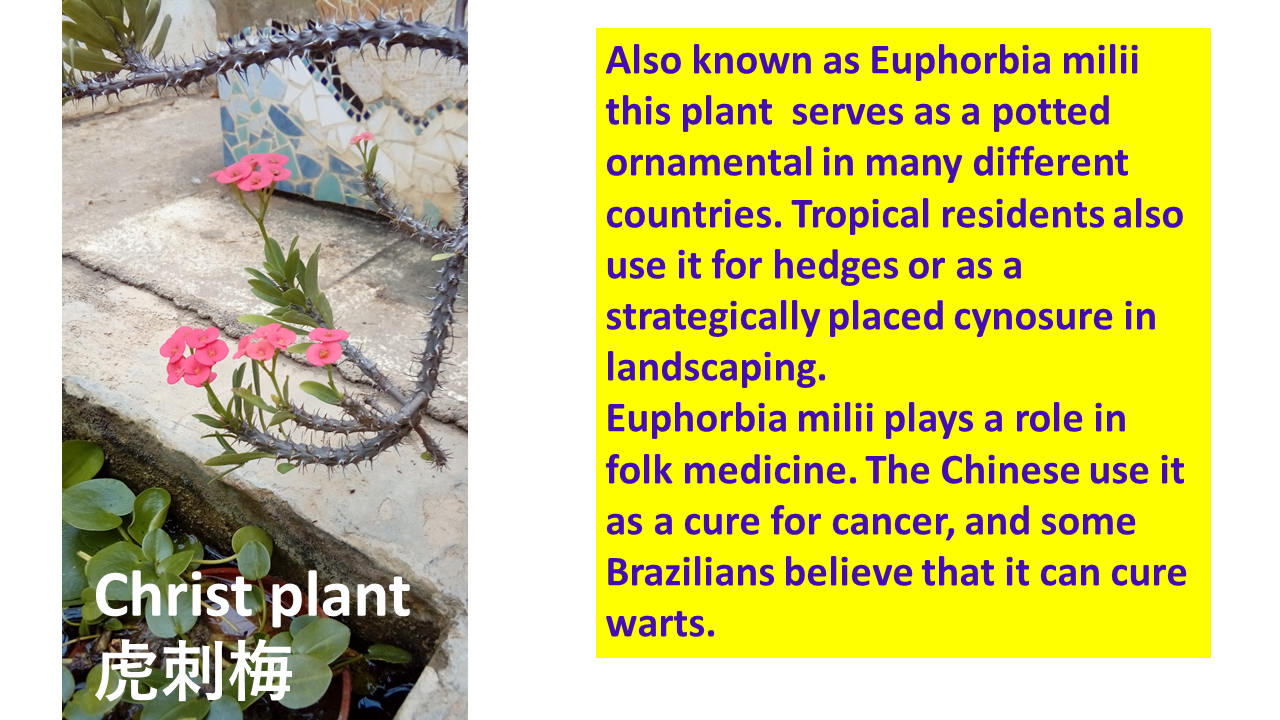 Christ plant
虎刺梅
Also known as Euphorbia milii
this plant  serves as a potted
ornamental in many different
countries. Tropical residents also
use it for hedges or as a
strategically placed cynosure in
landscaping.
Euphorbia milii plays a role in
folk medicine. The Chinese use it
as a cure for cancer, and some
Brazilians believe that it can cure
warts.